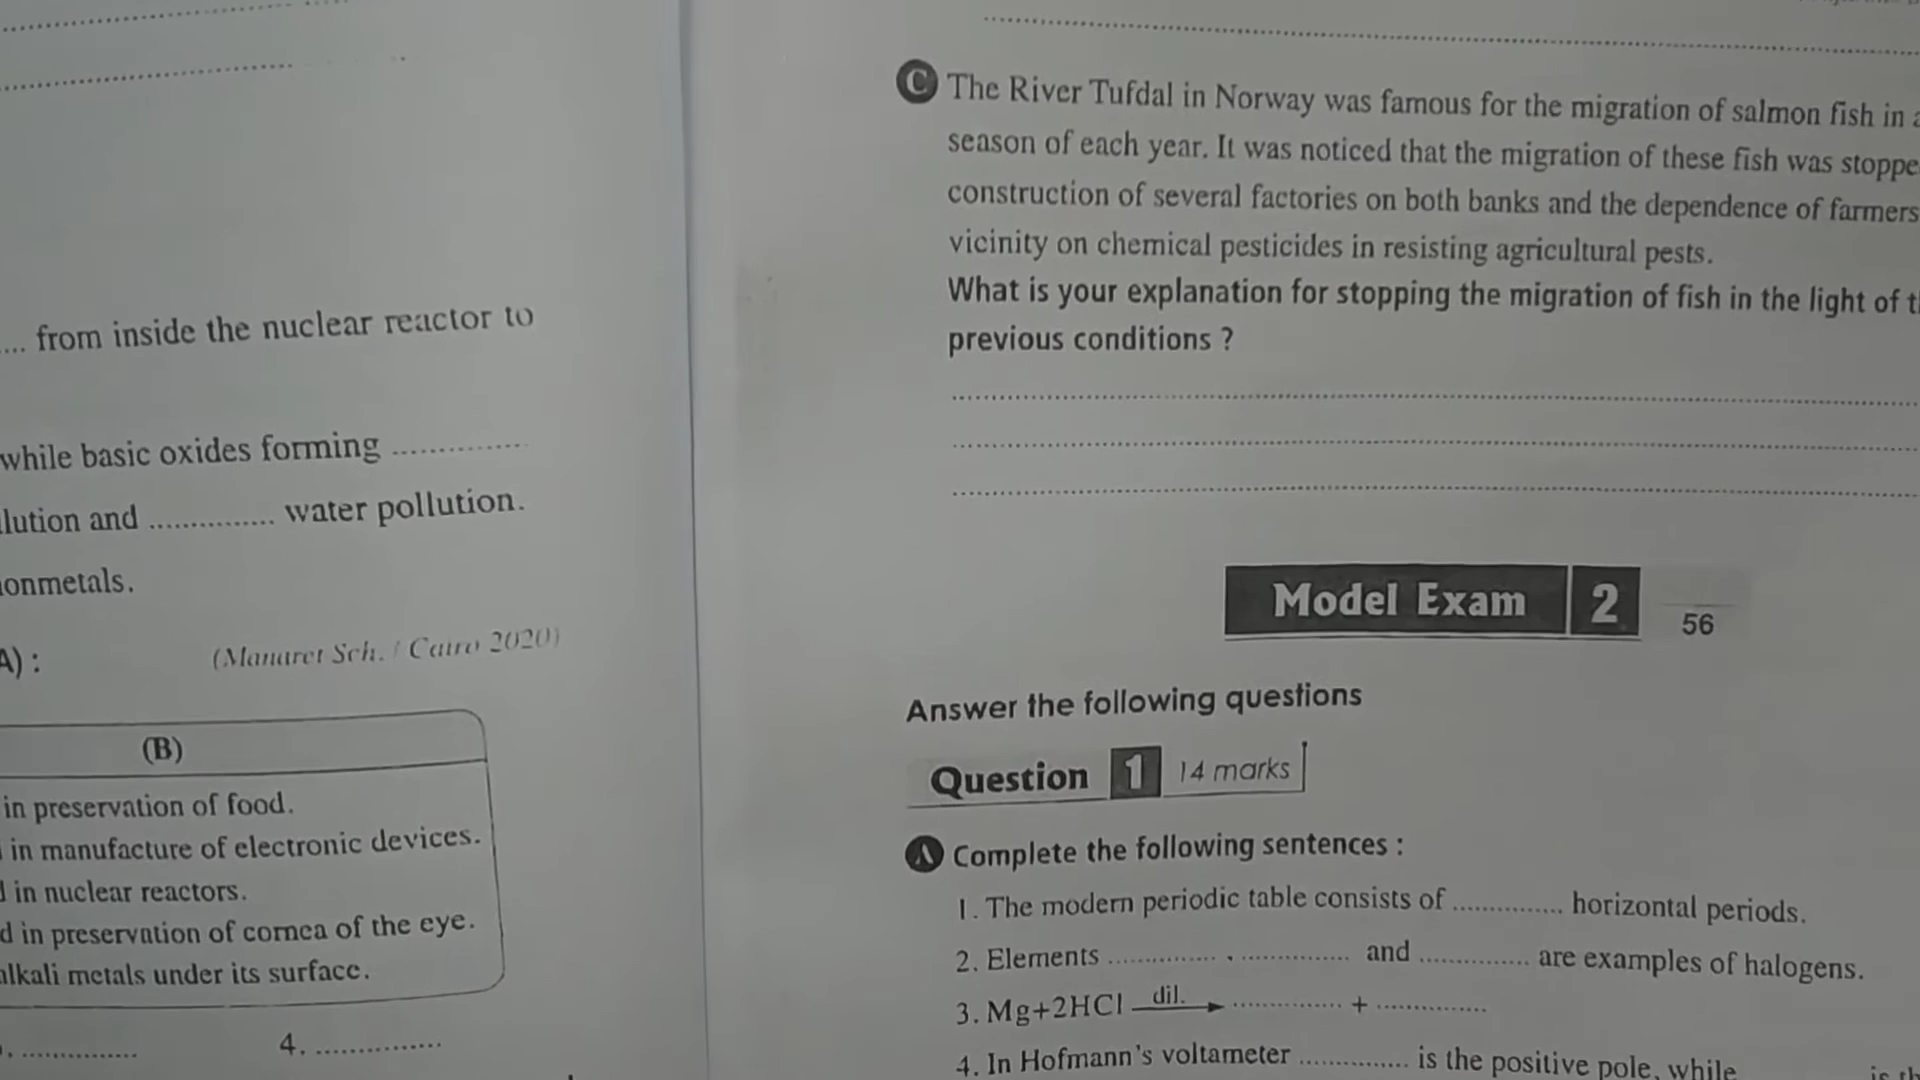 .... from inside the nuclear reactor to
while basic oxides forming ..............
and .............. water pollution.
A) : (Manaret Sch. / Cairo 2020)
(B)
in preservation of food.
in manufacture of electronic devices.
in nuclear reactors.
in preservation of cornea of the eye.
alkali metals under its surface.
. .............. 4. ..............
C The River Tufdal in Norway was famous for the migration of salmon fish in
season of each year. It was noticed that the migration of these fish was
construction of several factories on both banks and the dependence of farmers
vicinity on chemical pesticides in resisting agricultural pests.
What is your explanation for stopping the migration of fish in the light of
previous conditions ?
Model Exam 2 56
Answer the following questions
Question 1 14 marks
A Complete the following sentences :
1. The modern periodic table consists of .............. horizontal periods.
2. Elements .............. , .............. and .............. are examples of halogens.
3. Mg+2HCl dil. .............. + ..............
4. In Hofmann's voltameter .............. is the positive pole, while